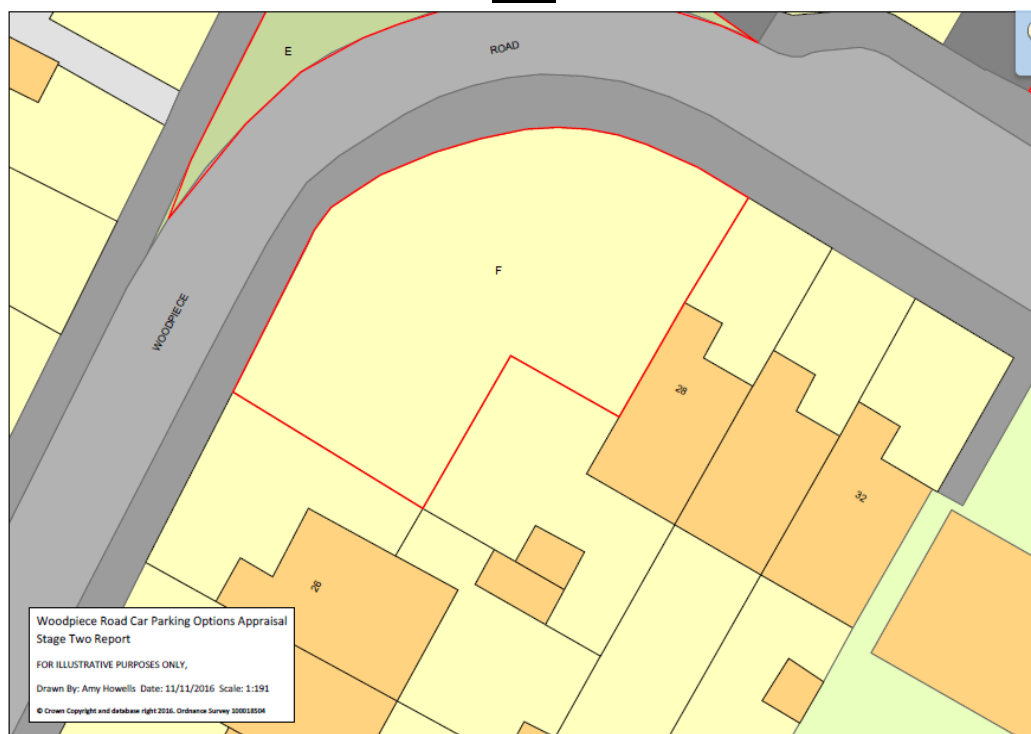 E
ROAD
F
WOODPIECE
28
32
26
Woodpiece Road Car Parking Options Appraisal
Stage Two Report
FOR ILLUSTRATIVE PURPOSES ONLY,
Drawn By: Amy Howells Date: 11/11/2016 Scale: 1:191
© Crown Copyright and database right 2016. Ordnance Survey 100018504